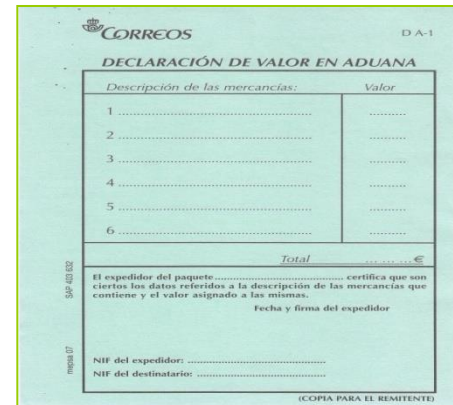 CORREOS D A-1
DECLARACIÓN DE VALOR EN ADUANA
Descripción de las mercancías: Valor
1 .......................................................... ..........
2 .......................................................... ..........
3 .......................................................... ..........
4 .......................................................... ..........
5 .......................................................... ..........
6 .......................................................... ..........
Total ... ... ...€
El expedidor del paquete................................... certifica que son
ciertos los datos referidos a la descripción de las mercancías que
contiene y el valor asignado a las mismas.
Fecha y firma del expedidor
NIF del expedidor: ..........................................
NIF del destinatario: .......................................
(COPIA PARA EL REMITENTE)
SAP 403 632
mepsa 07